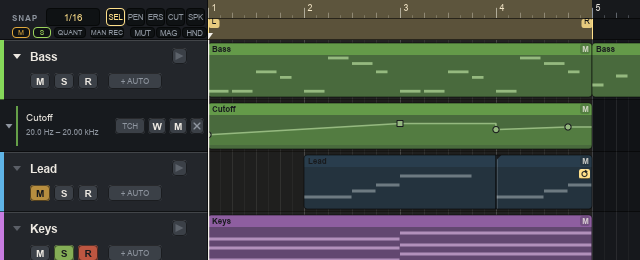 SNAP 1/16 SEL PEN ERS CUT SPK
M S QUANT MAN REC MUT MAG HND
1 2 3 4 5
L R
Bass
M S R + AUTO
Cutoff
20.0 Hz – 20.00 kHz
TCH W M
Lead
M S R + AUTO
Keys
M S R + AUTO
Bass M Bass
Cutoff
Lead M M
Keys M